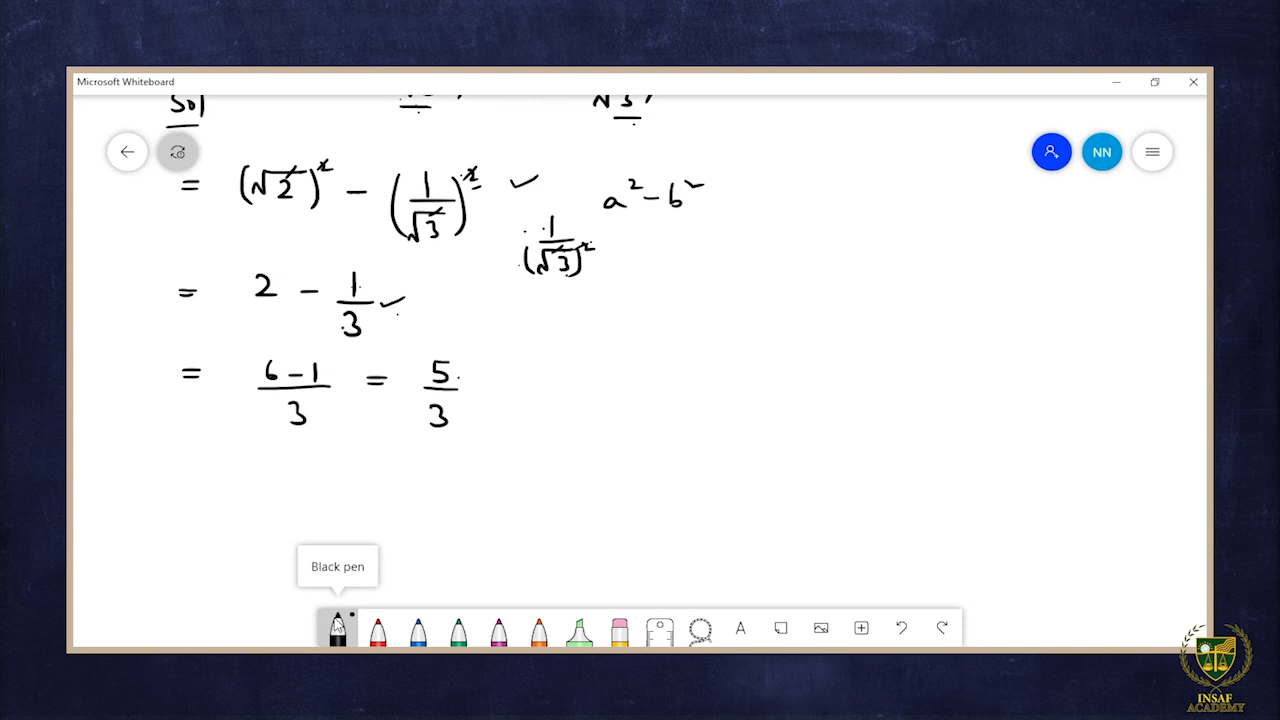 Microsoft Whiteboard
Sol
√3
NN
= (√2)² − (1/√3)² ✓ a² − b²
1/(√3)²
= 2 − 1/3 ✓
= (6 − 1)/3 = 5/3
Black pen
A
INSAF
ACADEMY